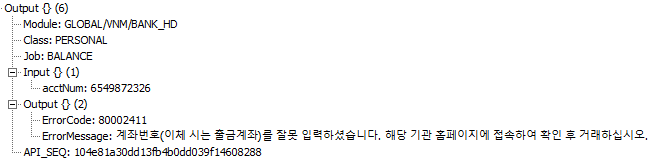 Output {} (6)
Module: GLOBAL/VNM/BANK_HD
Class: PERSONAL
Job: BALANCE
Input {} (1)
acctNum: 6549872326
Output {} (2)
ErrorCode: 80002411
ErrorMessage: 계좌번호(이체 시는 출금계좌)를 잘못 입력하셨습니다. 해당 기관 홈페이지에 접속하여 확인 후 거래하십시오.
API_SEQ: 104e81a30dd13fb4b0dd039f14608288